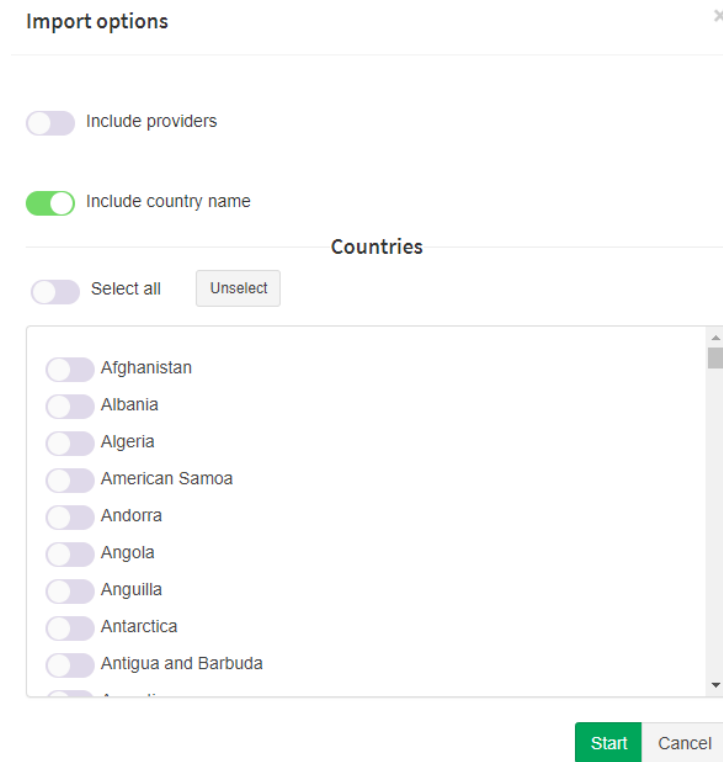 Import options
Include providers
Include country name
Countries
Select all
Unselect
Afghanistan
Albania
Algeria
American Samoa
Andorra
Angola
Anguilla
Antarctica
Antigua and Barbuda
Start
Cancel